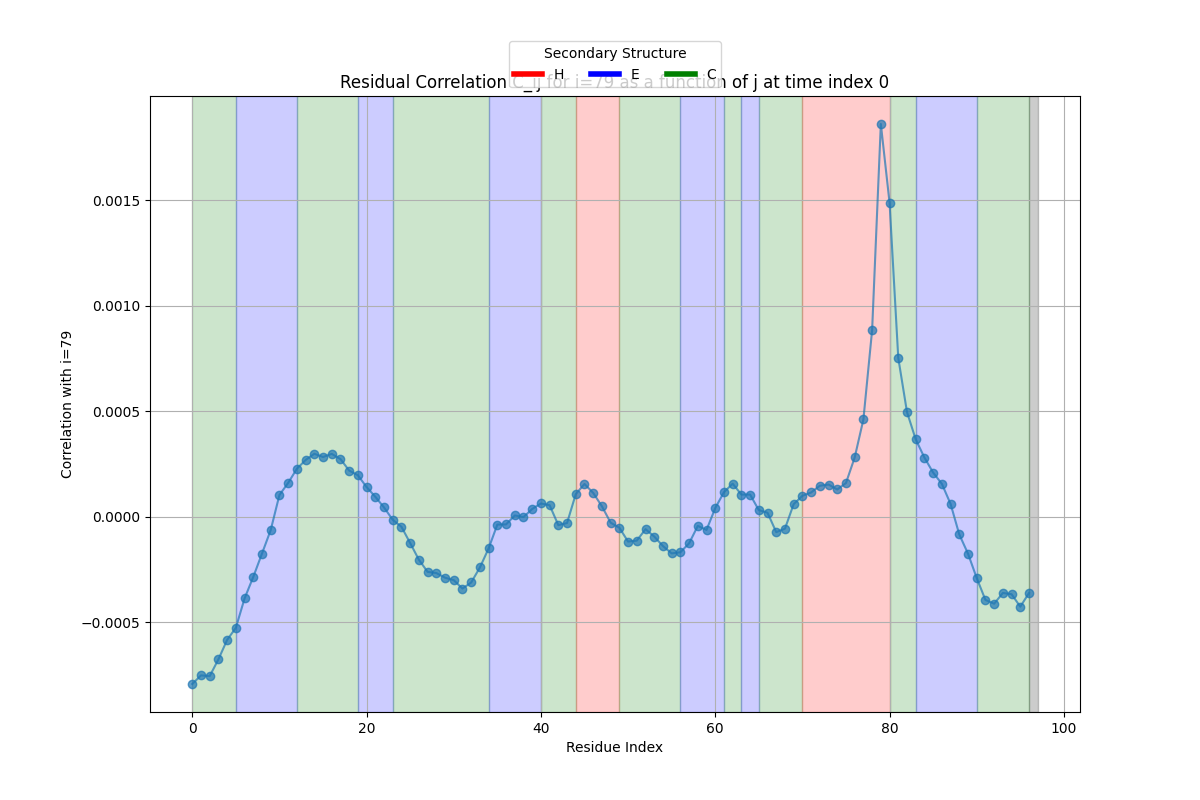 Secondary Structure
H E C
Residual Correlation C_ij for i=79 as a function of j at time index 0
0.0015
0.0010
0.0005
0.0000
−0.0005
Correlation with i=79
0 20 40 60 80 100
Residue Index